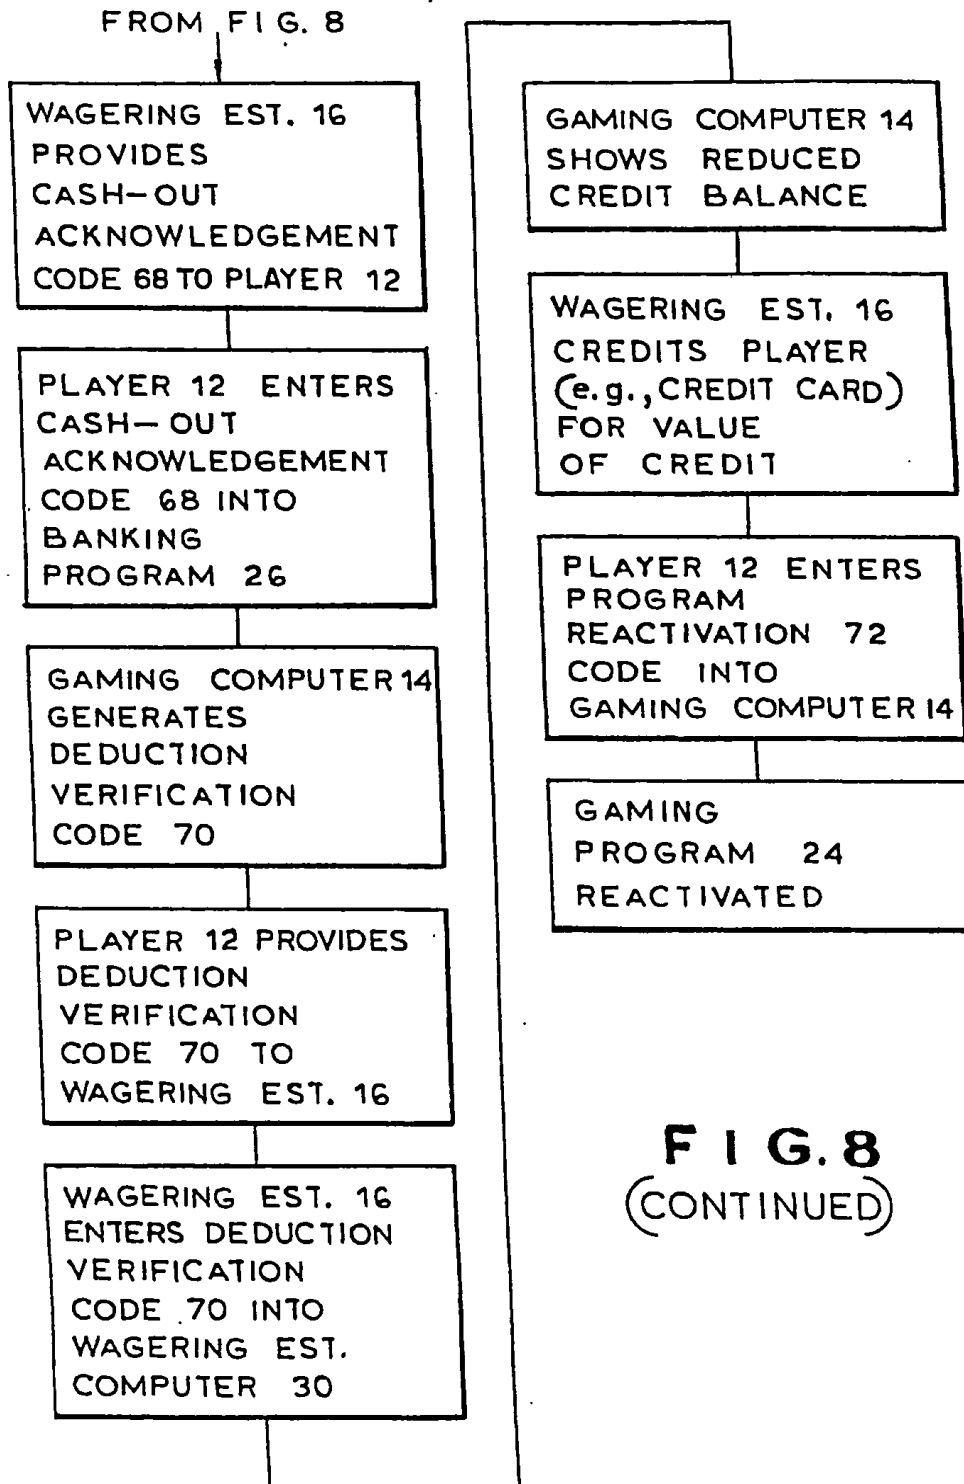 FROM FIG. 8
WAGERING EST. 16
PROVIDES
CASH-OUT
ACKNOWLEDGEMENT
CODE 68 TO PLAYER 12
PLAYER 12 ENTERS
CASH-OUT
ACKNOWLEDGEMENT
CODE 68 INTO
BANKING
PROGRAM 26
GAMING COMPUTER 14
GENERATES
DEDUCTION
VERIFICATION
CODE 70
PLAYER 12 PROVIDES
DEDUCTION
VERIFICATION
CODE 70 TO
WAGERING EST. 16
WAGERING EST. 16
ENTERS DEDUCTION
VERIFICATION
CODE 70 INTO
WAGERING EST.
COMPUTER 30
GAMING COMPUTER 14
SHOWS REDUCED
CREDIT BALANCE
WAGERING EST. 16
CREDITS PLAYER
(e.g., CREDIT CARD)
FOR VALUE
OF CREDIT
PLAYER 12 ENTERS
PROGRAM
REACTIVATION 72
CODE INTO
GAMING COMPUTER 14
GAMING
PROGRAM 24
REACTIVATED
FIG. 8
(CONTINUED)